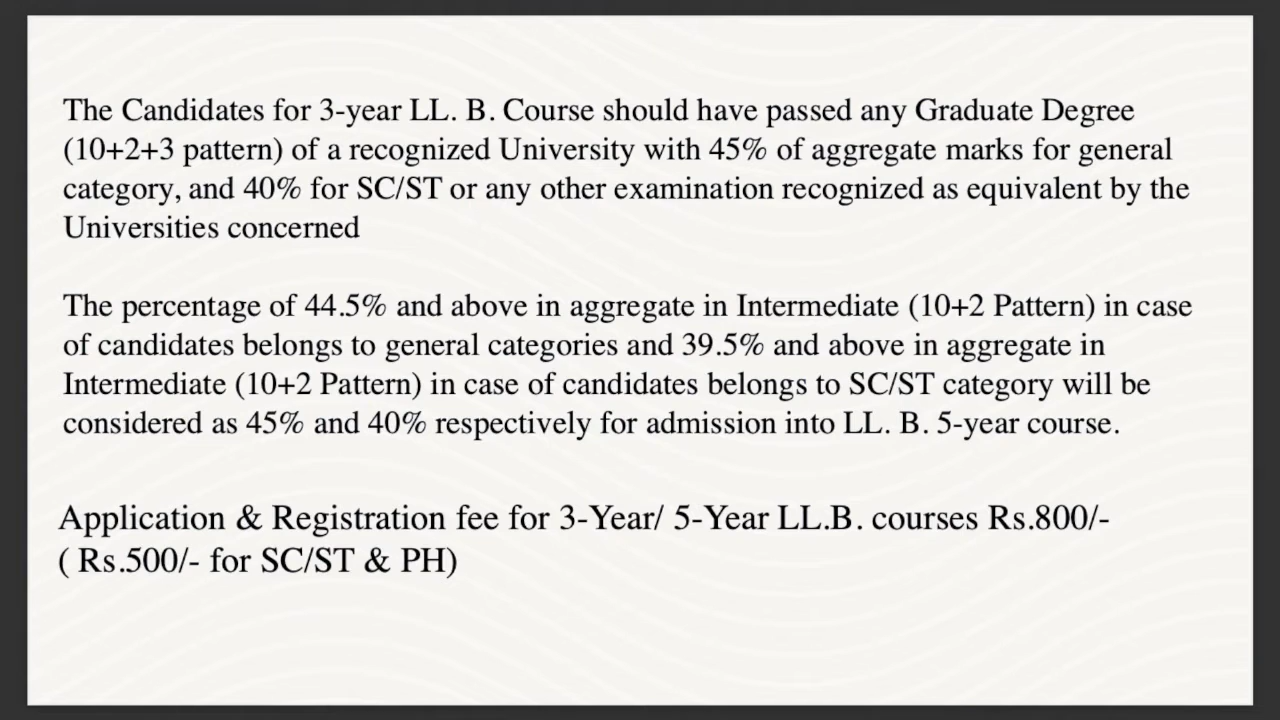 The Candidates for 3-year LL. B. Course should have passed any Graduate Degree
(10+2+3 pattern) of a recognized University with 45% of aggregate marks for general
category, and 40% for SC/ST or any other examination recognized as equivalent by the
Universities concerned
The percentage of 44.5% and above in aggregate in Intermediate (10+2 Pattern) in case
of candidates belongs to general categories and 39.5% and above in aggregate in
Intermediate (10+2 Pattern) in case of candidates belongs to SC/ST category will be
considered as 45% and 40% respectively for admission into LL. B. 5-year course.
Application & Registration fee for 3-Year/ 5-Year LL.B. courses Rs.800/-
( Rs.500/- for SC/ST & PH)